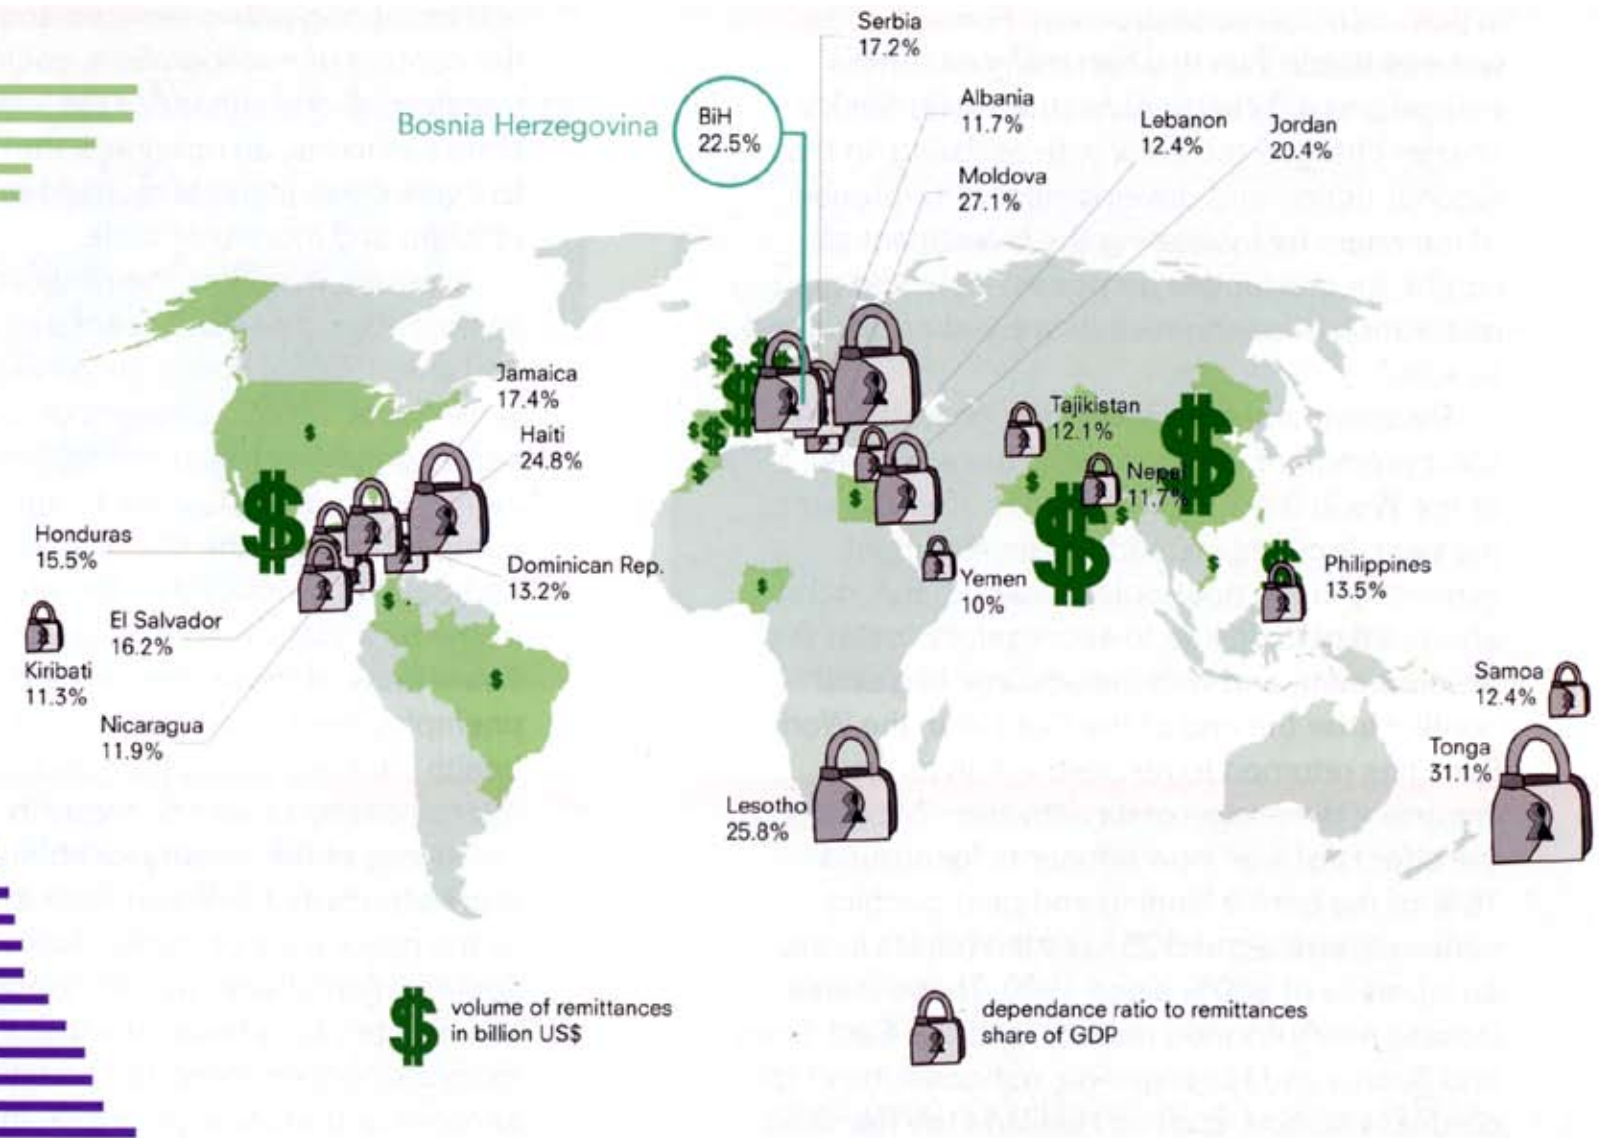 Serbia
17.2%
Albania
11.7%
Lebanon
12.4%
Jordan
20.4%
Bosnia Herzegovina
BiH
22.5%
Moldova
27.1%
Jamaica
17.4%
Haiti
24.8%
Tajikistan
12.1%
Nepal
11.7%
Honduras
15.5%
Dominican Rep.
13.2%
Yemen
10%
Philippines
13.5%
El Salvador
16.2%
Kiribati
11.3%
Nicaragua
11.9%
Samoa
12.4%
Tonga
31.1%
Lesotho
25.8%
volume of remittances
in billion US$
dependance ratio to remittances
share of GDP